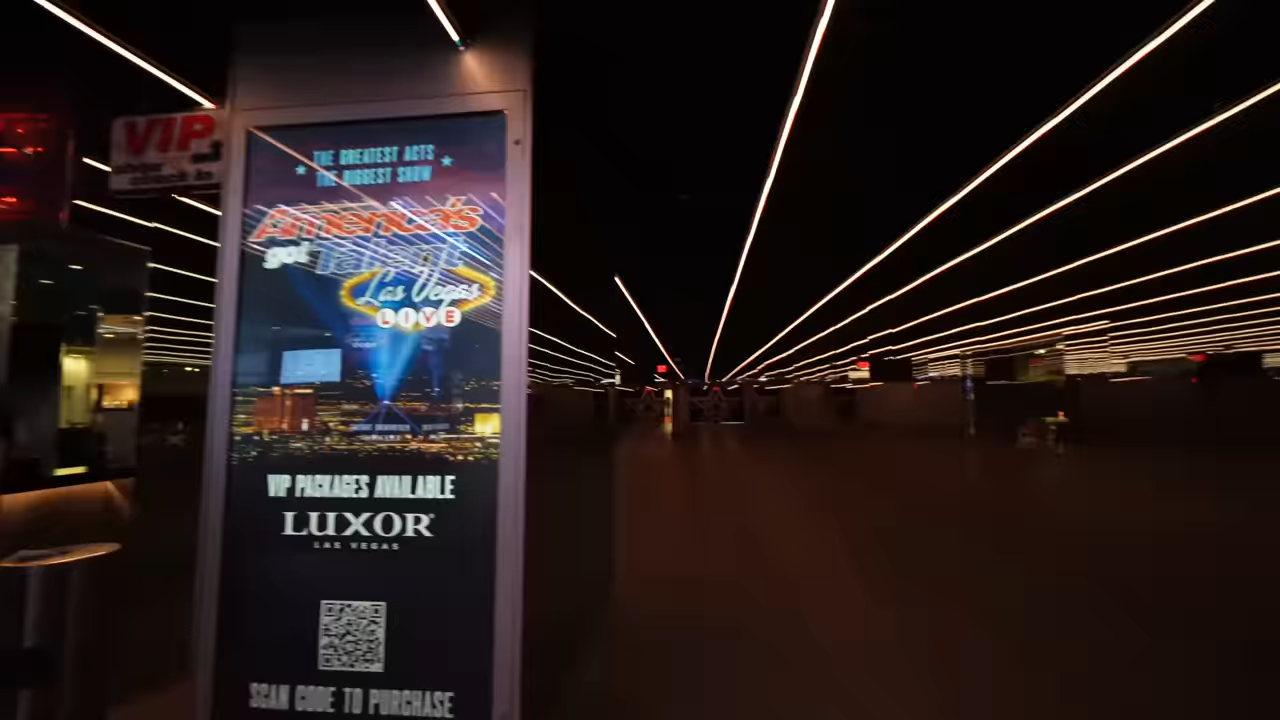 VIP
THE GREATEST ACTS
THE BIGGEST SHOW
America's
got Talent
Las Vegas
LIVE
VIP PACKAGES AVAILABLE
LUXOR
LAS VEGAS
SCAN CODE TO PURCHASE